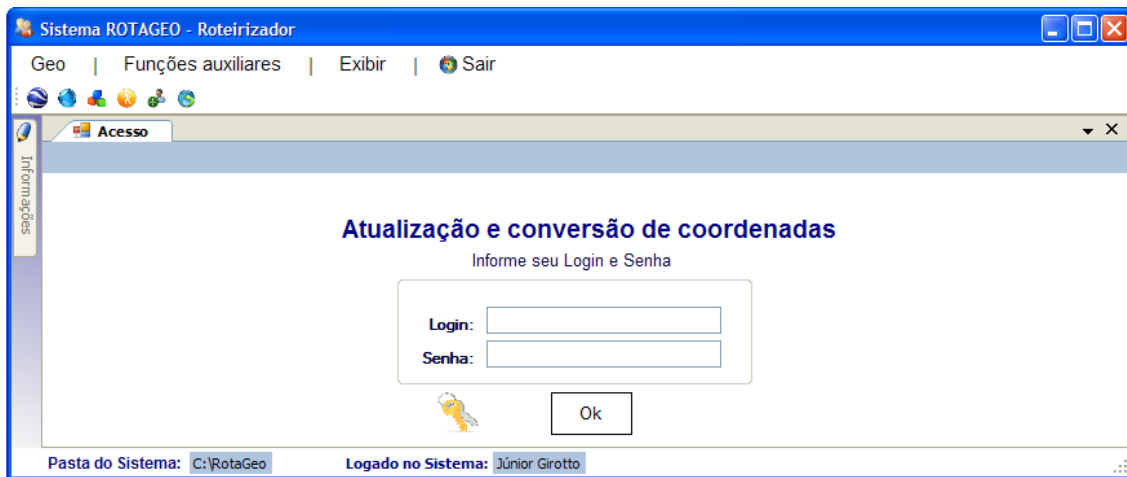 Sistema ROTAGEO - Roteirizador
Geo | Funções auxiliares | Exibir | Sair
Acesso
Informações
Atualização e conversão de coordenadas
Informe seu Login e Senha
Login:
Senha:
Ok
Pasta do Sistema: C:\RotaGeo Logado no Sistema: Júnior Girotto